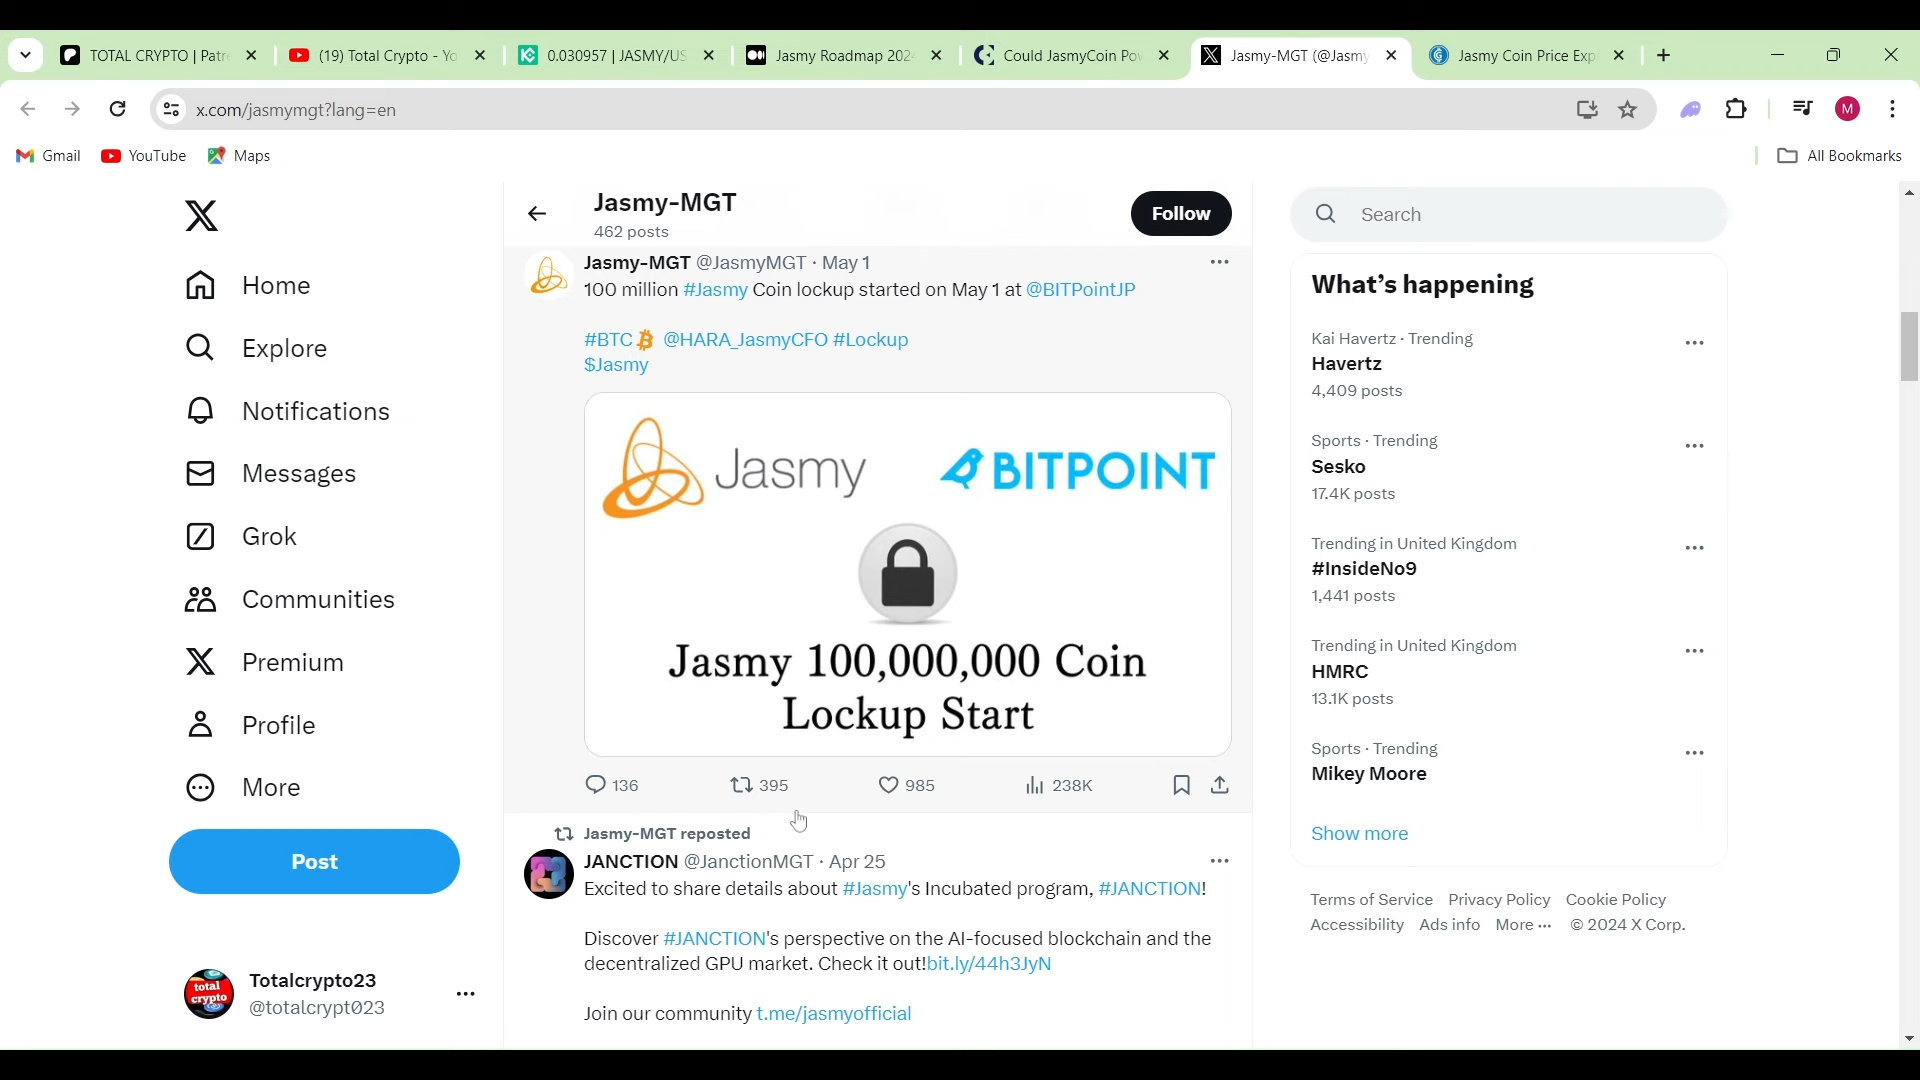 TOTAL CRYPTO | Patre
(19) Total Crypto - Yo
0.030957 | JASMY/US
Jasmy Roadmap 202
Could JasmyCoin Po
Jasmy-MGT (@Jasmy
Jasmy Coin Price Exp
x.com/jasmymgt?lang=en
M
Gmail
YouTube
Maps
All Bookmarks
Home
Explore
Notifications
Messages
Grok
Communities
Premium
Profile
More
Post
total
crypto
Totalcrypto23
@totalcrypt023
Jasmy-MGT
462 posts
Follow
Jasmy-MGT @JasmyMGT · May 1
100 million #Jasmy Coin lockup started on May 1 at @BITPointJP
#BTC @HARA_JasmyCFO #Lockup
$Jasmy
Jasmy BITPOINT
Jasmy 100,000,000 Coin
Lockup Start
136 395 985 238K
Jasmy-MGT reposted
JANCTION @JanctionMGT · Apr 25
Excited to share details about #Jasmy's Incubated program, #JANCTION!
Discover #JANCTION's perspective on the AI-focused blockchain and the
decentralized GPU market. Check it out!bit.ly/44h3JyN
Join our community t.me/jasmyofficial
Search
What's happening
Kai Havertz · Trending
Havertz
4,409 posts
Sports · Trending
Sesko
17.4K posts
Trending in United Kingdom
#InsideNo9
1,441 posts
Trending in United Kingdom
HMRC
13.1K posts
Sports · Trending
Mikey Moore
Show more
Terms of Service Privacy Policy Cookie Policy
Accessibility Ads info More ··· © 2024 X Corp.